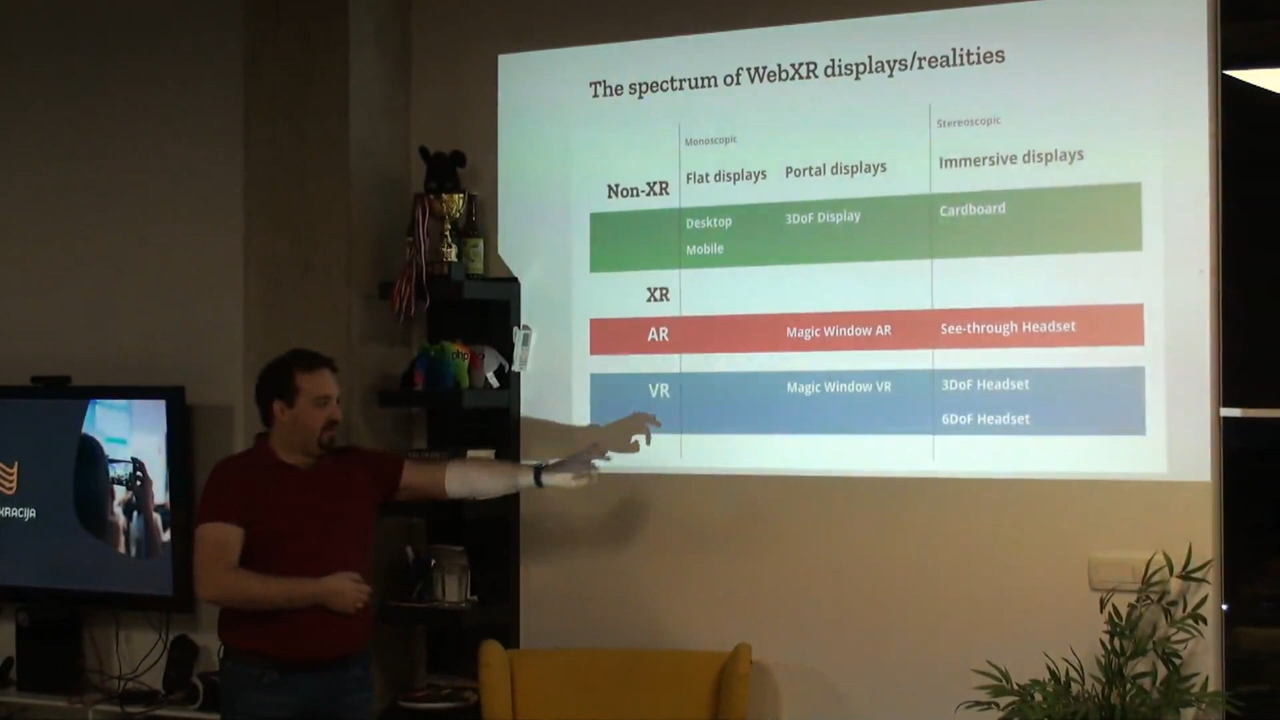 The spectrum of WebXR displays/realities
Monoscopic
Stereoscopic
Flat displays
Portal displays
Immersive displays
Non-XR
Desktop
3DoF Display
Cardboard
Mobile
XR
AR
Magic Window AR
See-through Headset
VR
Magic Window VR
3DoF Headset
6DoF Headset
php
KRACIJA